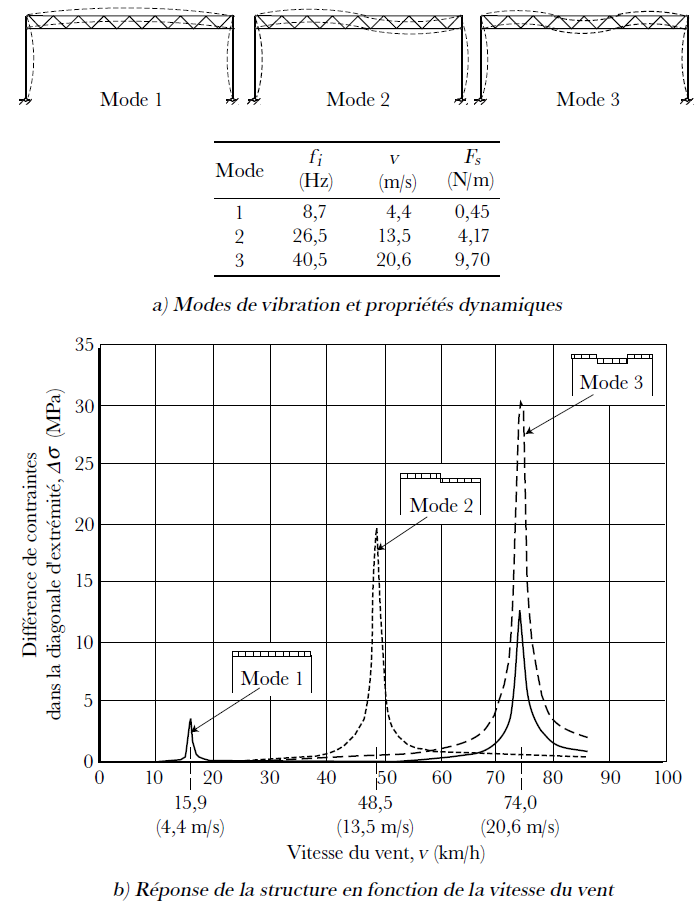 Mode 1
Mode 2
Mode 3
Mode fi v Fs
(Hz) (m/s) (N/m)
1 8,7 4,4 0,45
2 26,5 13,5 4,17
3 40,5 20,6 9,70
a) Modes de vibration et propriétés dynamiques
Différence de contraintes
dans la diagonale d'extrémité, Δσ (MPa)
35
30
25
20
15
10
5
0
Mode 3
Mode 2
Mode 1
0 10 20 30 40 50 60 70 80 90 100
15,9 48,5 74,0
(4,4 m/s) (13,5 m/s) (20,6 m/s)
Vitesse du vent, v (km/h)
b) Réponse de la structure en fonction de la vitesse du vent